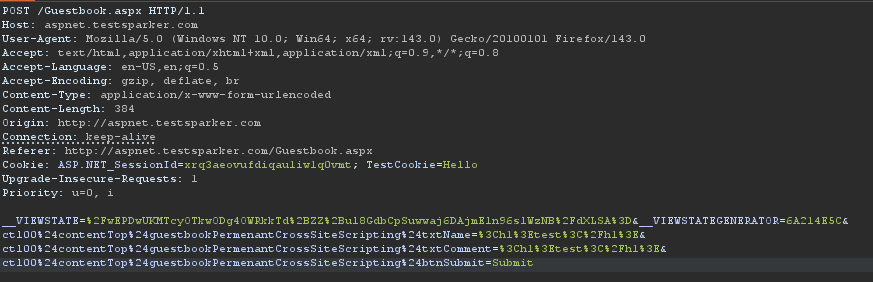 POST /Guestbook.aspx HTTP/1.1
Host: aspnet.testsparker.com
User-Agent: Mozilla/5.0 (Windows NT 10.0; Win64; x64; rv:143.0) Gecko/20100101 Firefox/143.0
Accept: text/html,application/xhtml+xml,application/xml;q=0.9,*/*;q=0.8
Accept-Language: en-US,en;q=0.5
Accept-Encoding: gzip, deflate, br
Content-Type: application/x-www-form-urlencoded
Content-Length: 384
Origin: http://aspnet.testsparker.com
Connection: keep-alive
Referer: http://aspnet.testsparker.com/Guestbook.aspx
Cookie: ASP.NET_SessionId=xrq3aeovufdiqauliwlq0vmt; TestCookie=Hello
Upgrade-Insecure-Requests: 1
Priority: u=0, i
__VIEWSTATE=%2FwEPDwUKMTcyOTkwODg4OWRkkTd%2BZZ%2Bul8GdbCpSuwwaj6DAjmEln96slWzNB%2FdXLSA%3D&__VIEWSTATEGENERATOR=6A214E5C&
ctl00%24contentTop%24guestbookPermenantCrossSiteScripting%24txtName=%3Ch1%3Etest%3C%2Fh1%3E&
ctl00%24contentTop%24guestbookPermenantCrossSiteScripting%24txtComment=%3Ch1%3Etest%3C%2Fh1%3E&
ctl00%24contentTop%24guestbookPermenantCrossSiteScripting%24btnSubmit=Submit